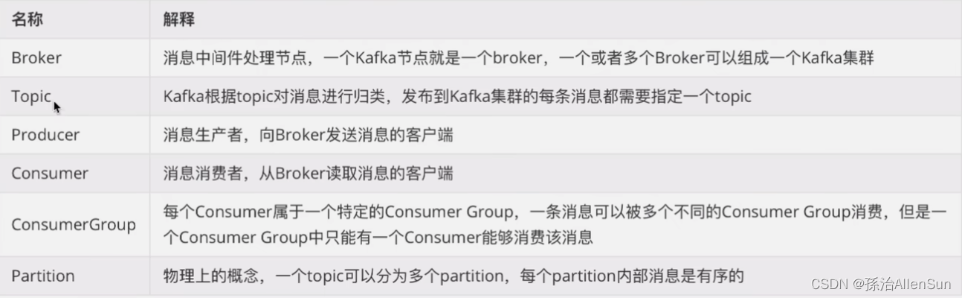 名称 解释
Broker 消息中间件处理节点，一个Kafka节点就是一个broker，一个或者多个Broker可以组成一个Kafka集群
Topic Kafka根据topic对消息进行归类，发布到Kafka集群的每条消息都需要指定一个topic
Producer 消息生产者，向Broker发送消息的客户端
Consumer 消息消费者，从Broker读取消息的客户端
ConsumerGroup 每个Consumer属于一个特定的Consumer Group，一条消息可以被多个不同的Consumer Group消费，但是一
个Consumer Group中只能有一个Consumer能够消费该消息
Partition 物理上的概念，一个topic可以分为多个partition，每个partition内部消息是有序的
CSDN @孫治AllenSun